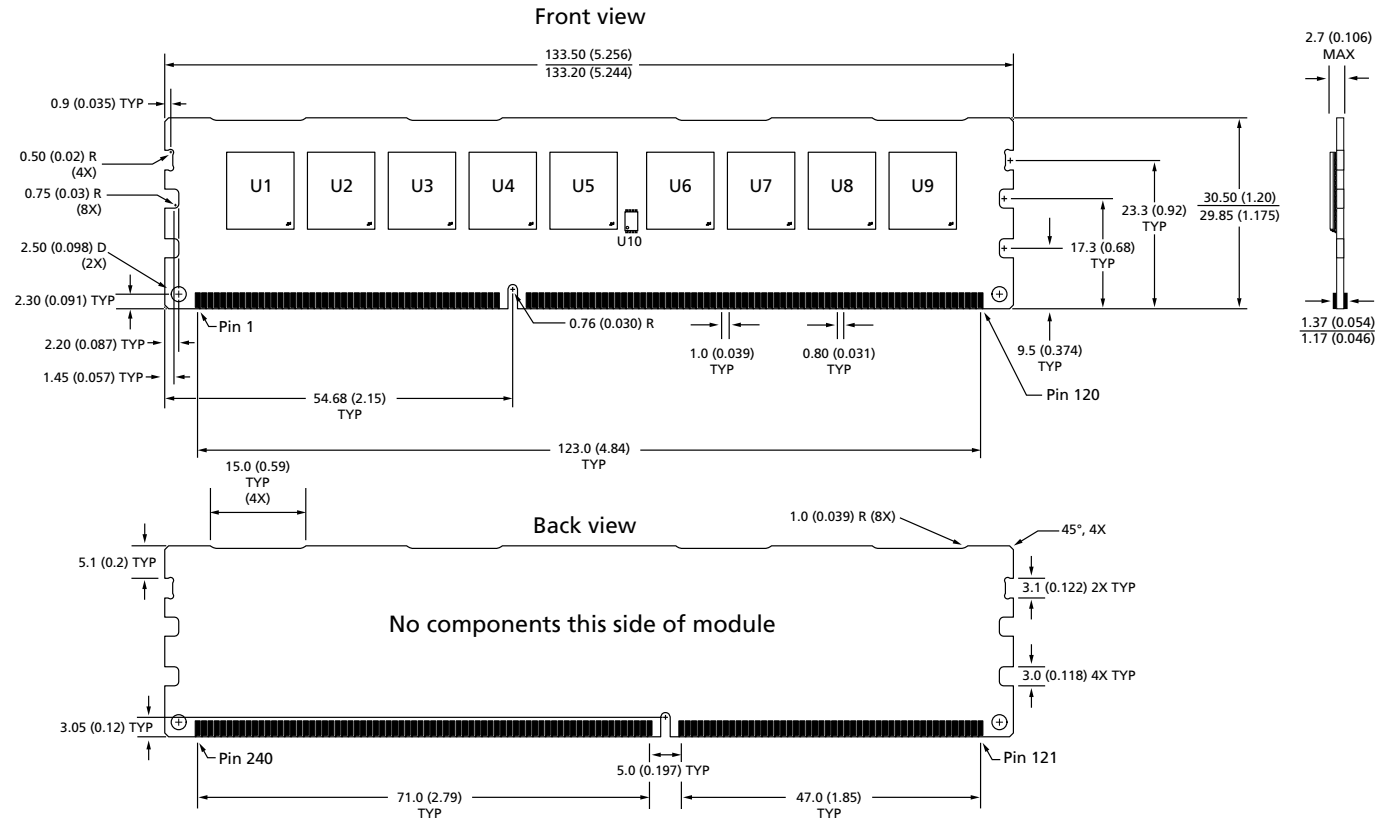 Front view
133.50 (5.256)
133.20 (5.244)
2.7 (0.106)
MAX
0.9 (0.035) TYP
0.50 (0.02) R
(4X)
0.75 (0.03) R
(8X)
2.50 (0.098) D
(2X)
2.30 (0.091) TYP
2.20 (0.087) TYP
1.45 (0.057) TYP
U1
U2
U3
U4
U5
U6
U7
U8
U9
U10
23.3 (0.92)
TYP
30.50 (1.20)
29.85 (1.175)
17.3 (0.68)
TYP
Pin 1
0.76 (0.030) R
1.0 (0.039)
TYP
0.80 (0.031)
TYP
9.5 (0.374)
TYP
1.37 (0.054)
1.17 (0.046)
Pin 120
54.68 (2.15)
TYP
123.0 (4.84)
TYP
15.0 (0.59)
TYP
(4X)
Back view
1.0 (0.039) R (8X)
45°, 4X
5.1 (0.2) TYP
3.1 (0.122) 2X TYP
No components this side of module
3.0 (0.118) 4X TYP
3.05 (0.12) TYP
Pin 240
5.0 (0.197) TYP
Pin 121
71.0 (2.79)
TYP
47.0 (1.85)
TYP